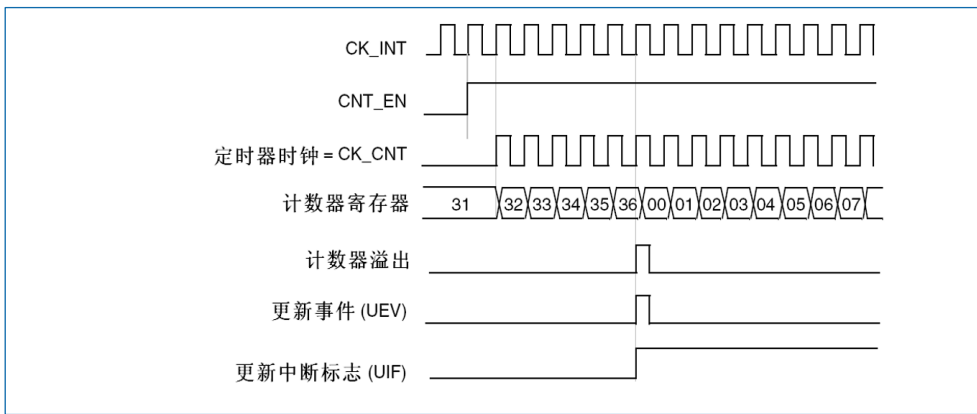 CK_INT
CNT_EN
定时器时钟 = CK_CNT
计数器寄存器 31 32 33 34 35 36 00 01 02 03 04 05 06 07
计数器溢出
更新事件 (UEV)
更新中断标志 (UIF)